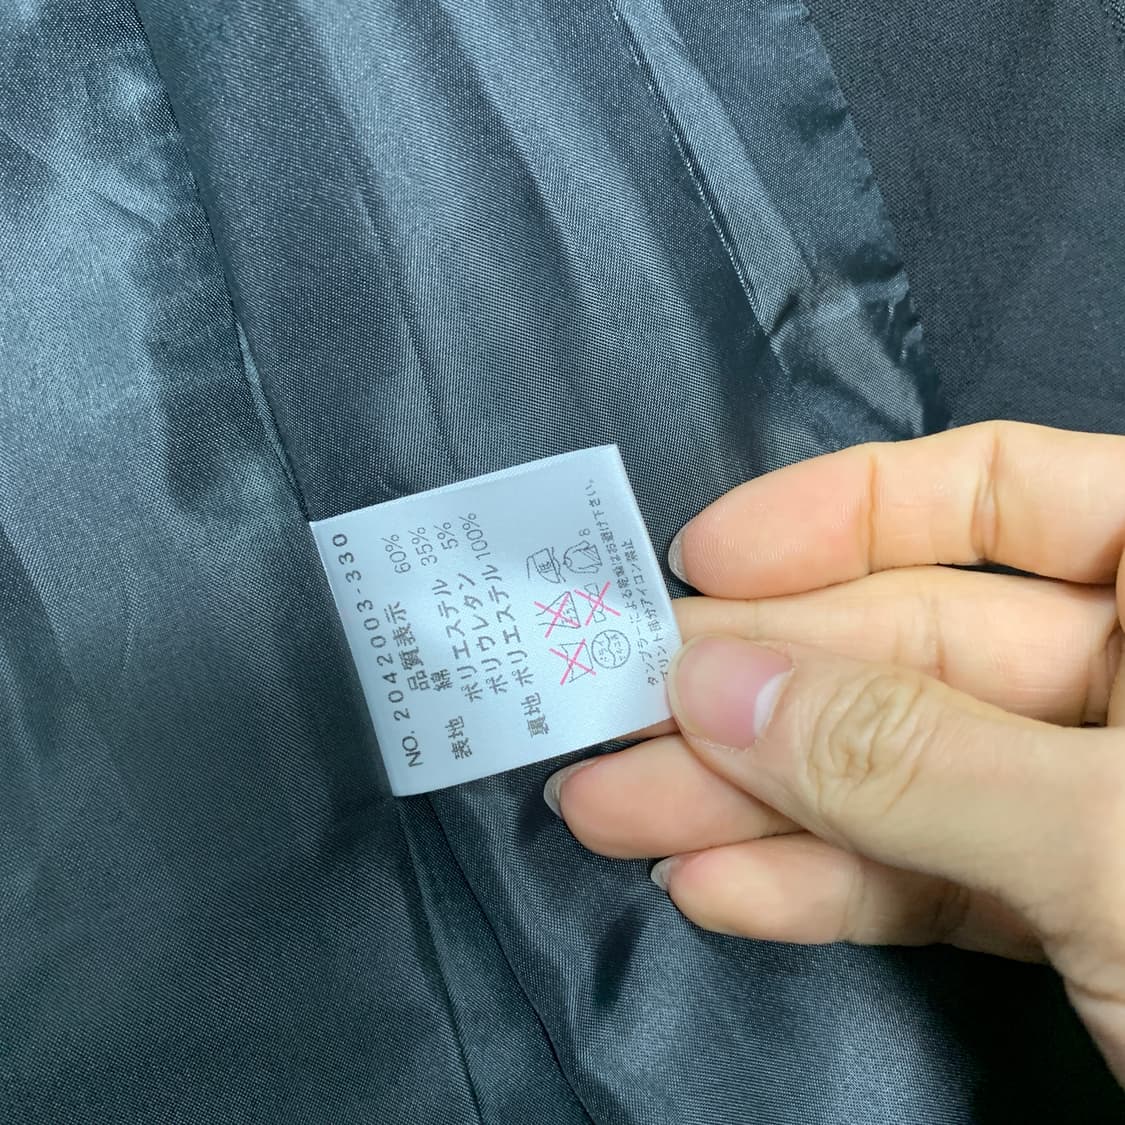 NO. 2042003-330
品質表示
綿 60%
表地 ポリエステル 35%
ポリウレタン 5%
裏地 ポリエステル 100%
タンブラーによる乾燥はお避け下さい。
プリント部分アイロン禁止